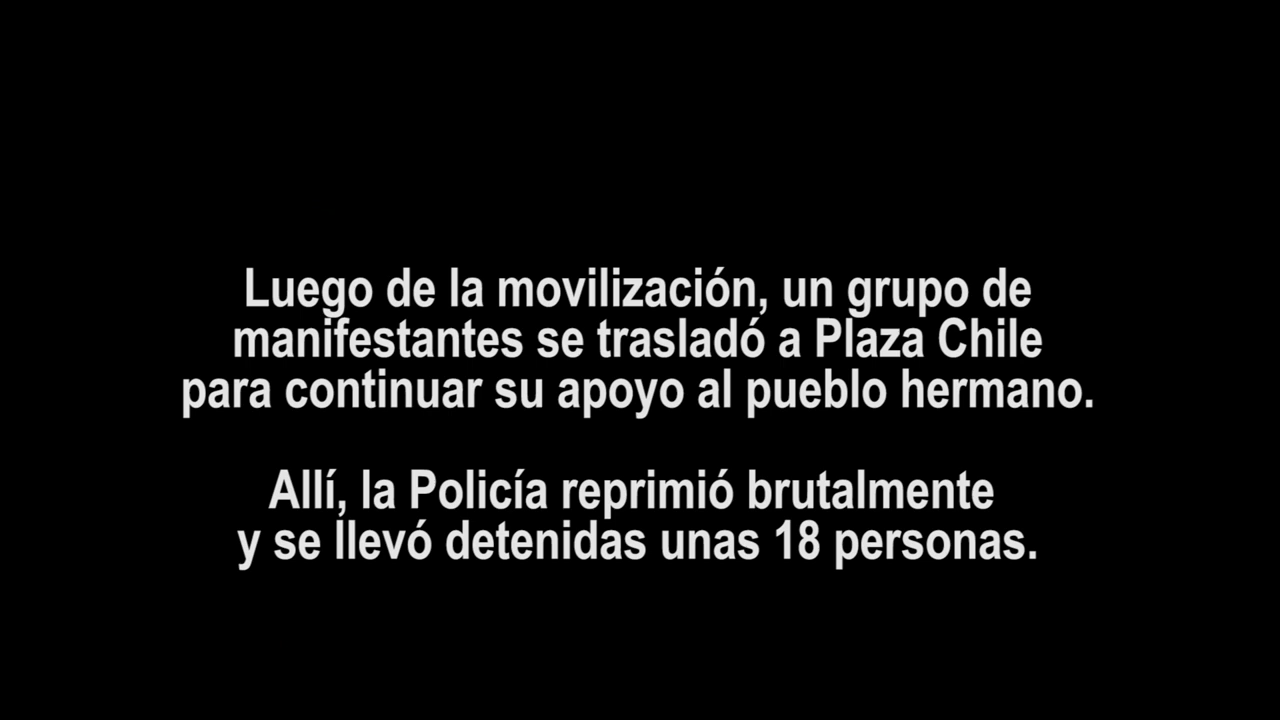 Luego de la movilización, un grupo de
manifestantes se trasladó a Plaza Chile
para continuar su apoyo al pueblo hermano.
Allí, la Policía reprimió brutalmente
y se llevó detenidas unas 18 personas.